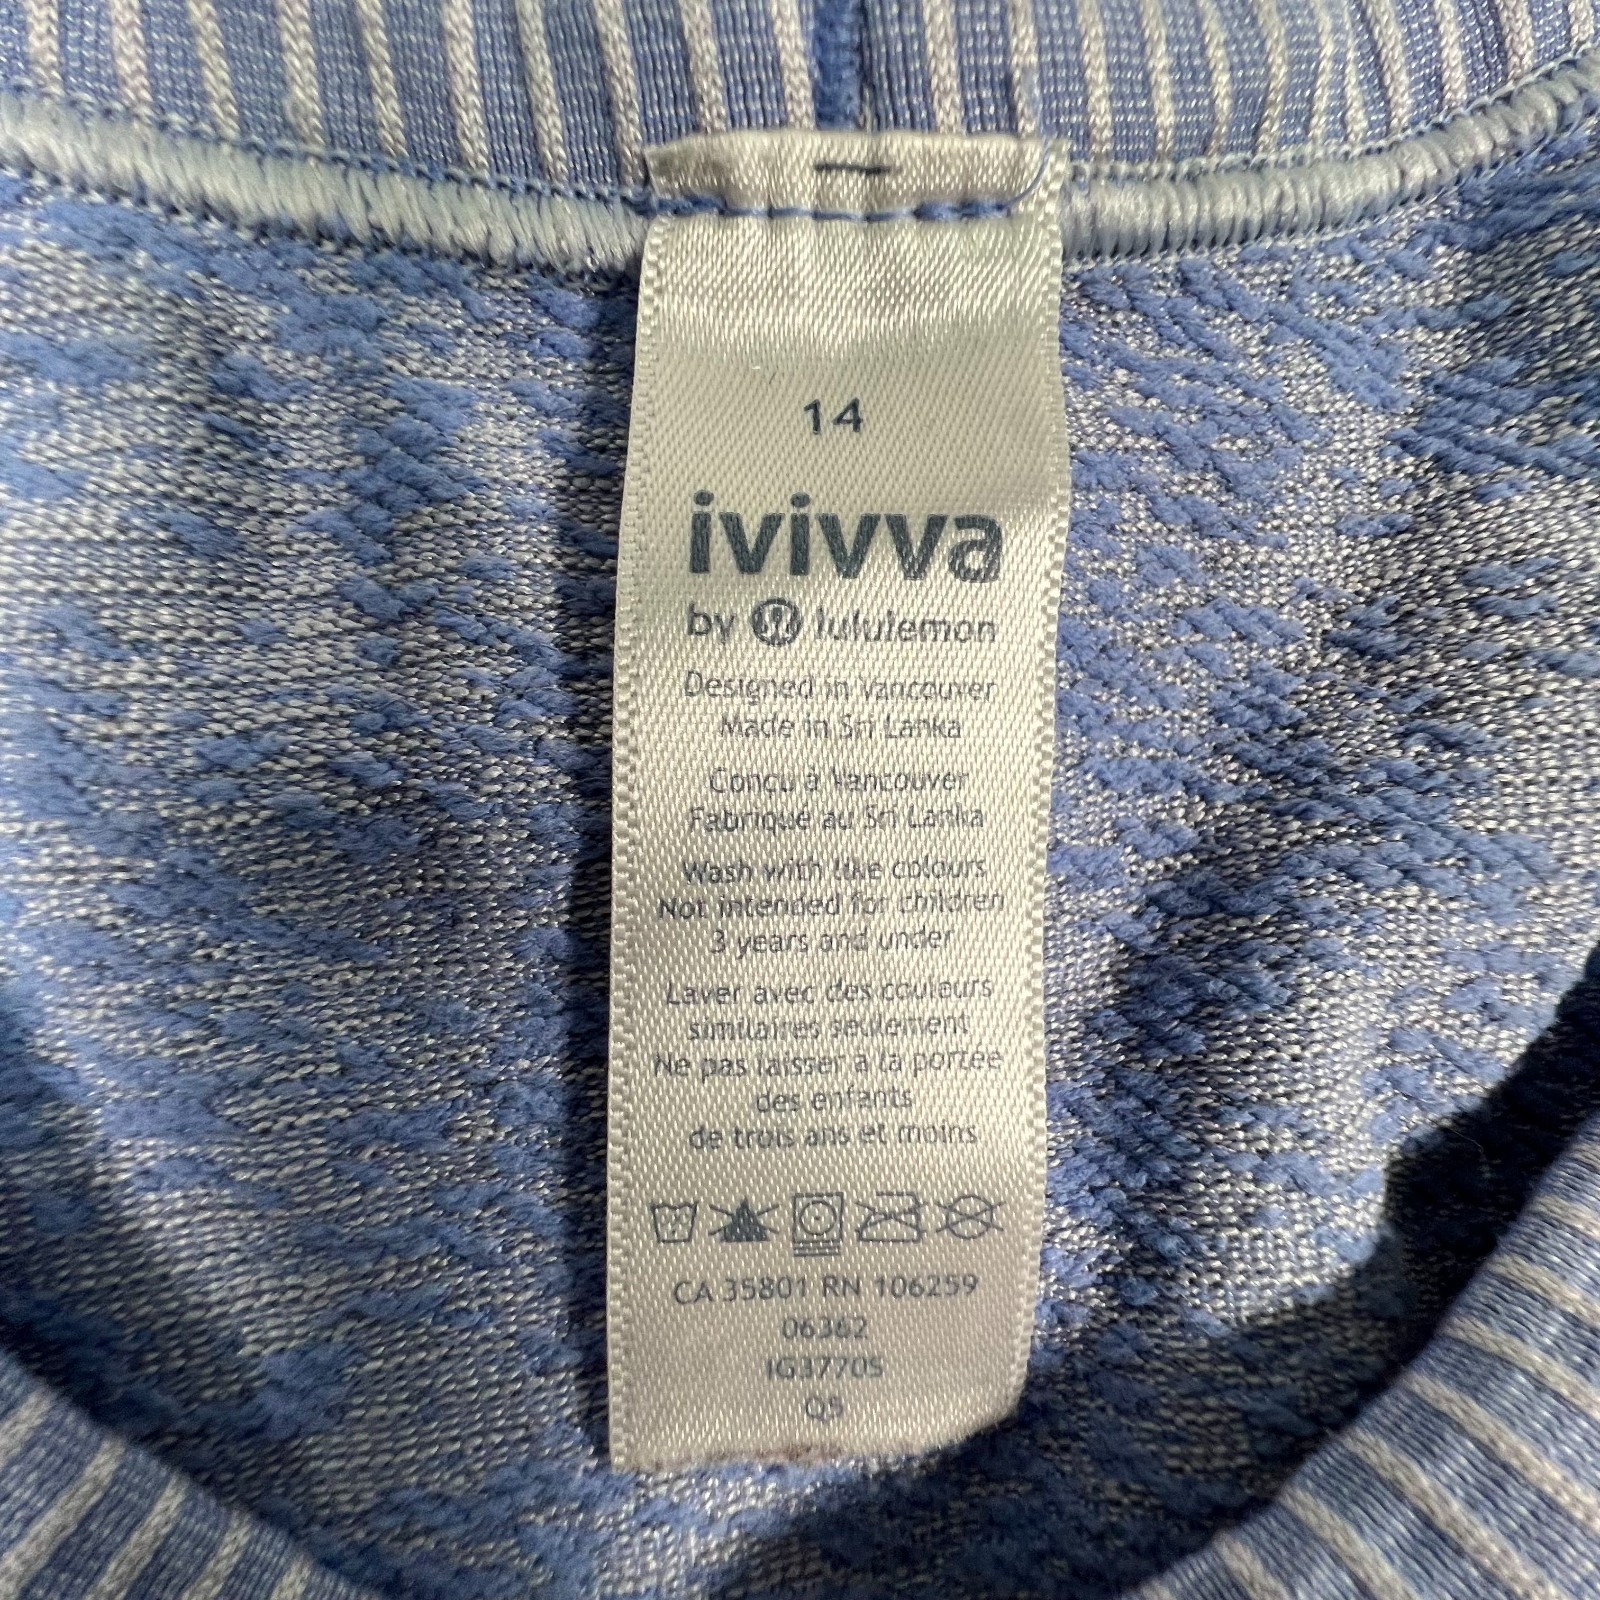 14
ivivva
by lululemon
Designed in Vancouver
Made in Sri Lanka
Conçu à Vancouver
Fabriqué au Sri Lanka
Wash with like colours
Not intended for children
3 years and under
Laver avec des couleurs
similaires seulement
Ne pas laisser à la portée
des enfants
de trois ans et moins
CA 35801 RN 106259
06362
IG3770S
Q5